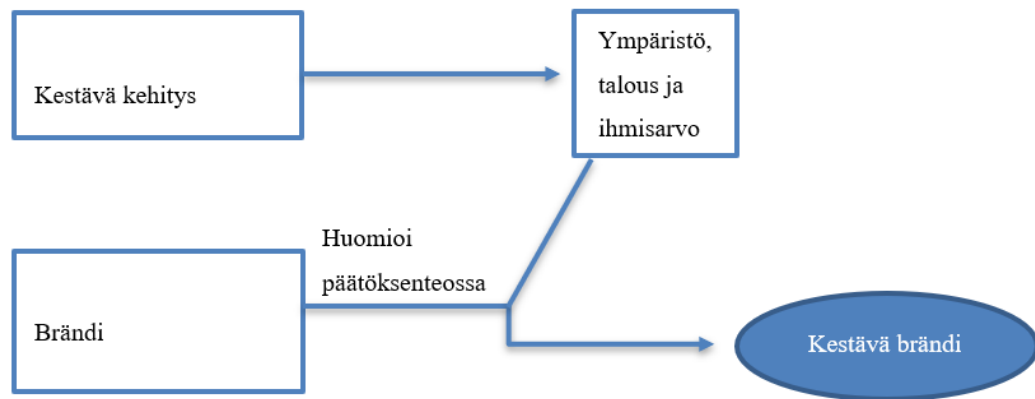 Kestävä kehitys
Ympäristö,
talous ja
ihmisarvo
Huomioi
päätöksenteossa
Brändi
Kestävä brändi